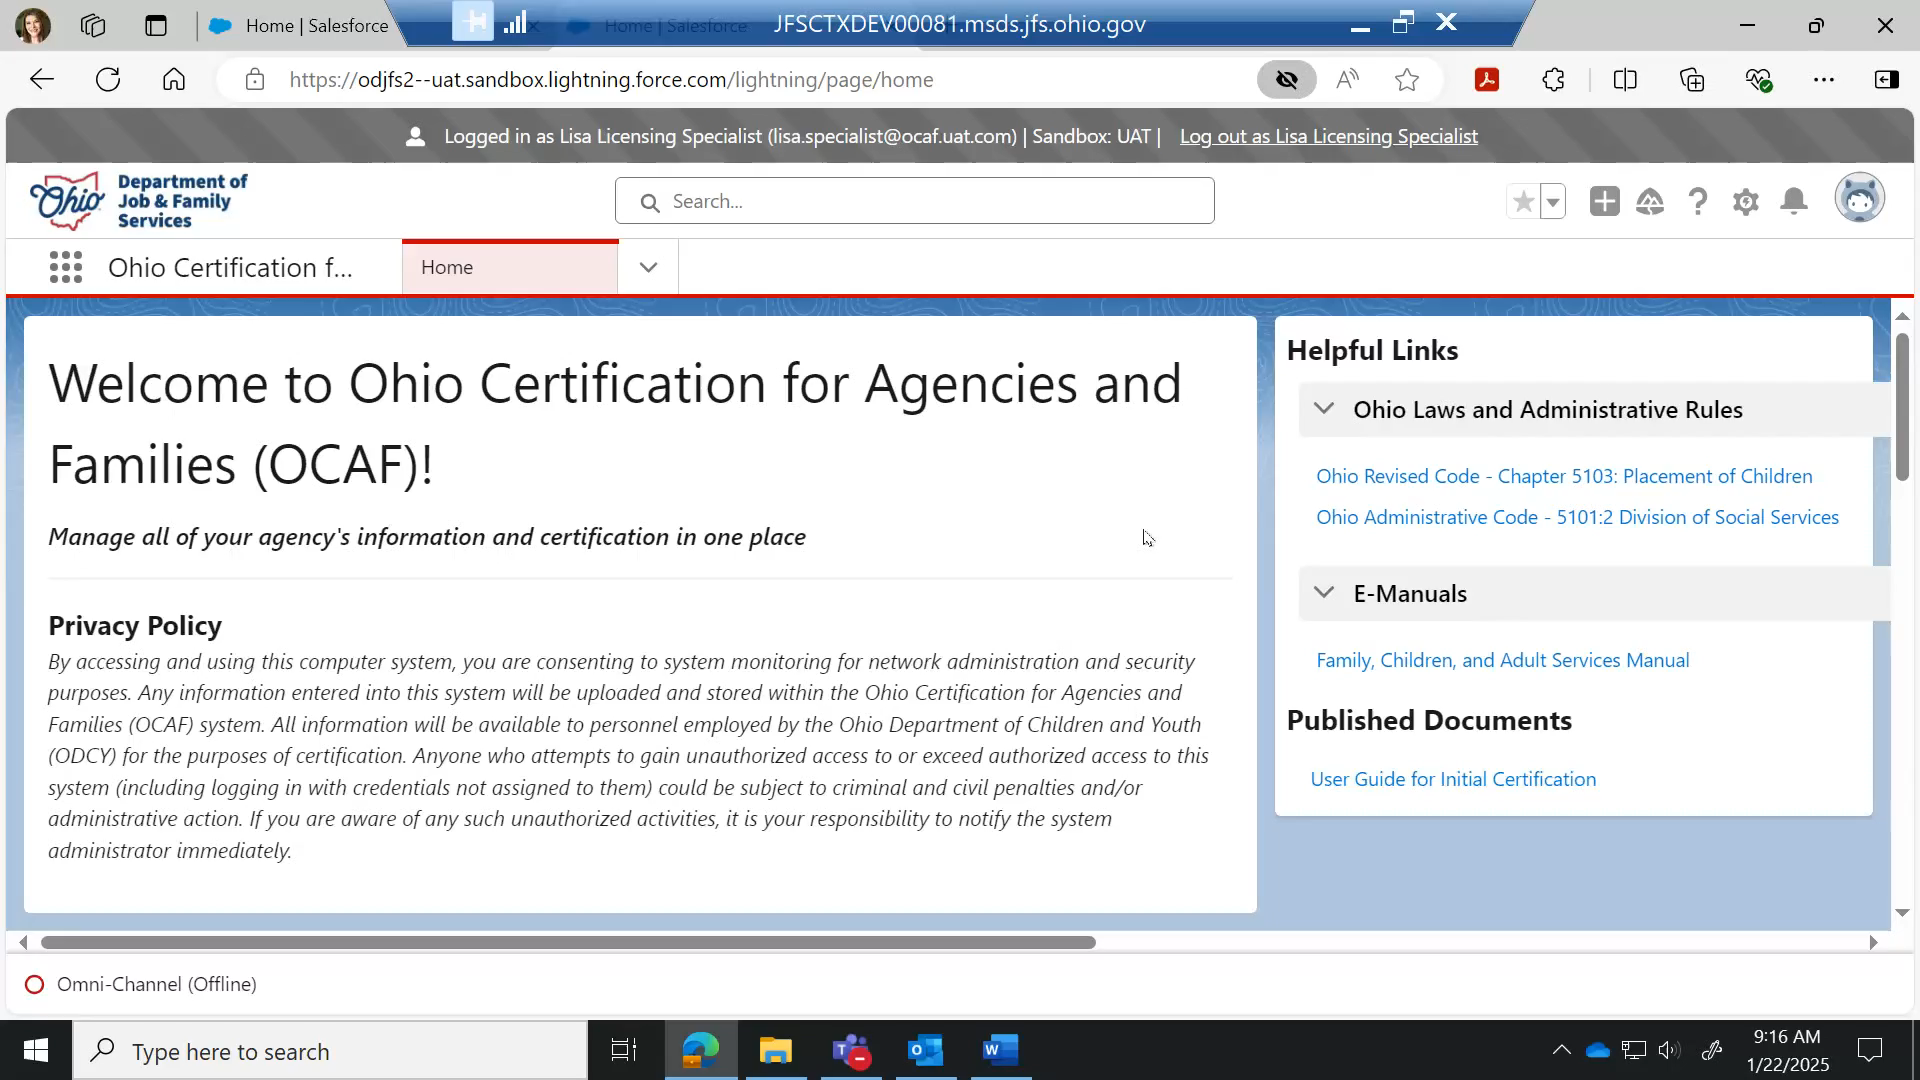 Home | Salesforce
Home | Salesforce
JFSCTXDEV00081.msds.jfs.ohio.gov
https://odjfs2--uat.sandbox.lightning.force.com/lightning/page/home
Logged in as Lisa Licensing Specialist (lisa.specialist@ocaf.uat.com) | Sandbox: UAT | Log out as Lisa Licensing Specialist
Ohio
Department of
Job & Family
Services
Search...
Ohio Certification f...
Home
Welcome to Ohio Certification for Agencies and
Families (OCAF)!
Manage all of your agency's information and certification in one place
Privacy Policy
By accessing and using this computer system, you are consenting to system monitoring for network administration and security
purposes. Any information entered into this system will be uploaded and stored within the Ohio Certification for Agencies and
Families (OCAF) system. All information will be available to personnel employed by the Ohio Department of Children and Youth
(ODCY) for the purposes of certification. Anyone who attempts to gain unauthorized access to or exceed authorized access to this
system (including logging in with credentials not assigned to them) could be subject to criminal and civil penalties and/or
administrative action. If you are aware of any such unauthorized activities, it is your responsibility to notify the system
administrator immediately.
Helpful Links
Ohio Laws and Administrative Rules
Ohio Revised Code - Chapter 5103: Placement of Children
Ohio Administrative Code - 5101:2 Division of Social Services
E-Manuals
Family, Children, and Adult Services Manual
Published Documents
User Guide for Initial Certification
Omni-Channel (Offline)
Type here to search
9:16 AM
1/22/2025